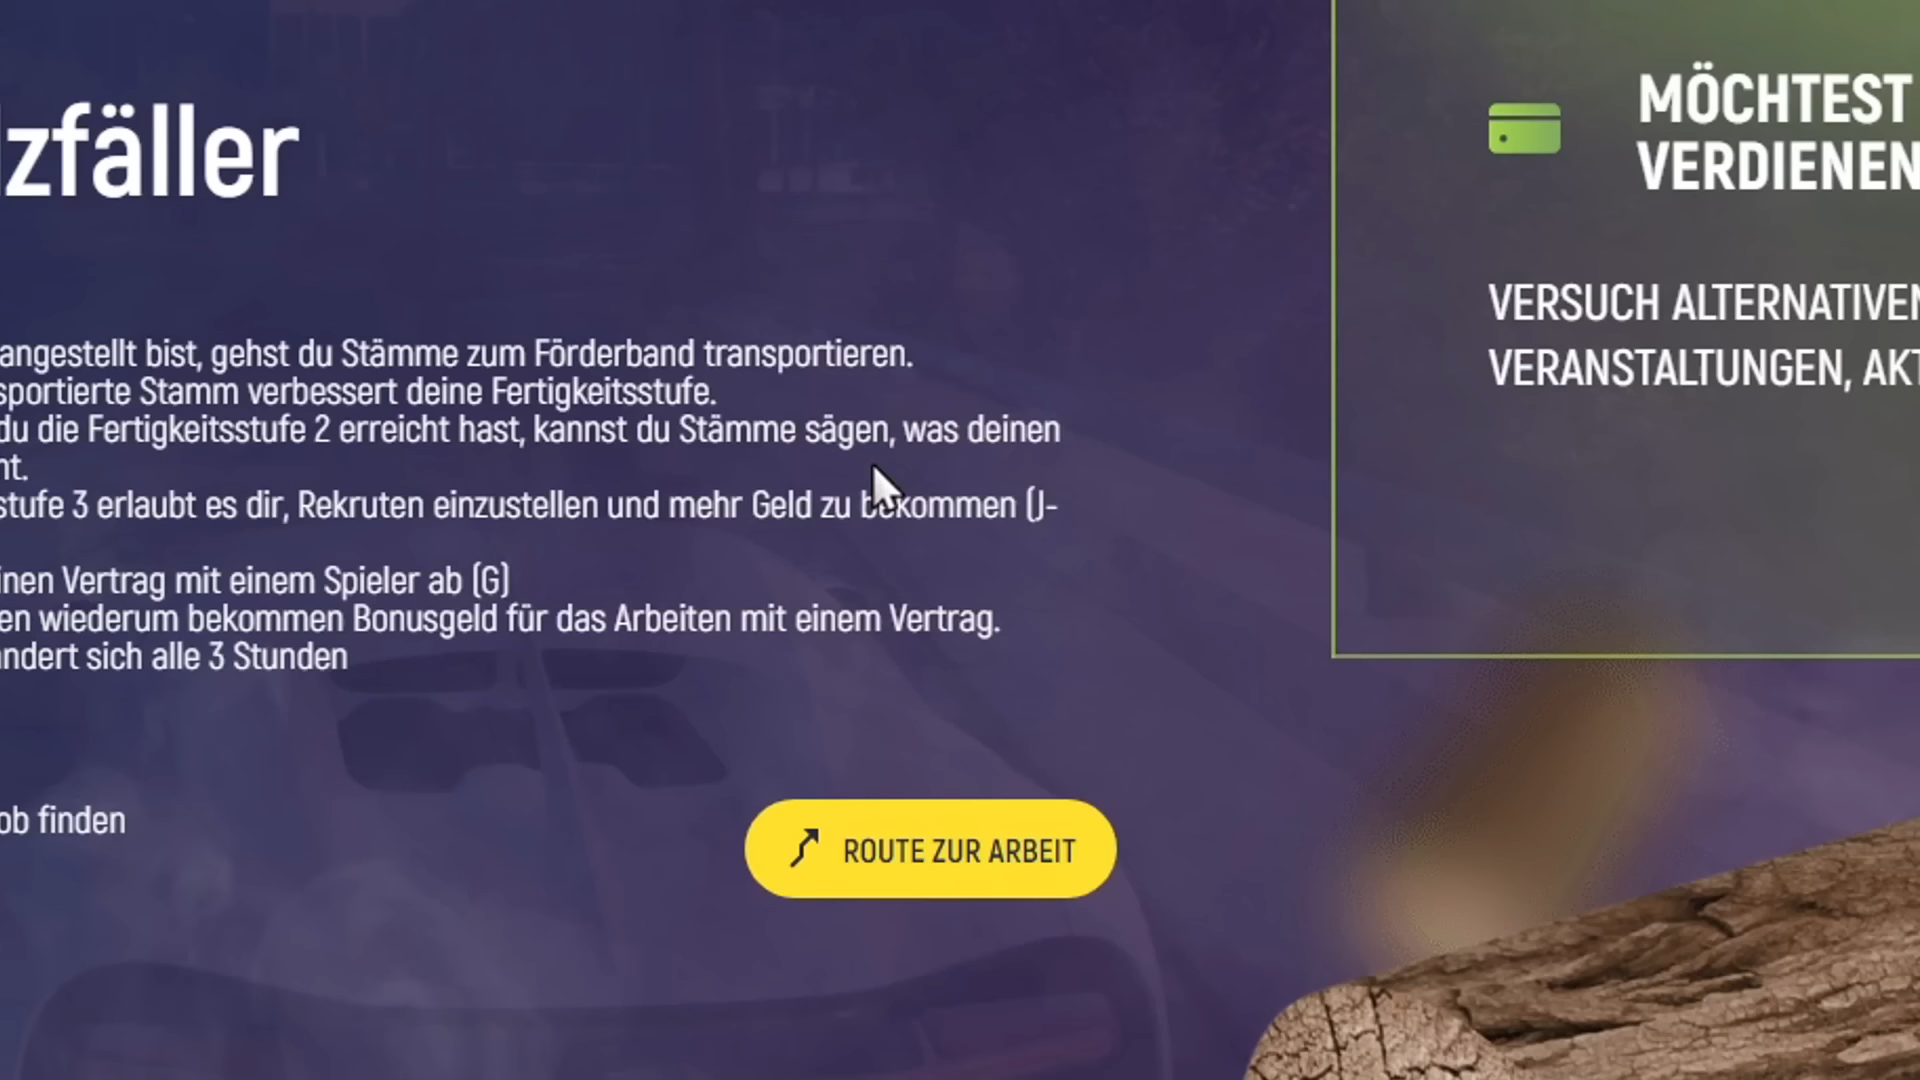 lzfäller
angestellt bist, gehst du Stämme zum Förderband transportieren.
sportierte Stamm verbessert deine Fertigkeitsstufe.
du die Fertigkeitsstufe 2 erreicht hast, kannst du Stämme sägen, was deinen
ht.
stufe 3 erlaubt es dir, Rekruten einzustellen und mehr Geld zu bekommen (J-
inen Vertrag mit einem Spieler ab (G)
en wiederum bekommen Bonusgeld für das Arbeiten mit einem Vertrag.
ändert sich alle 3 Stunden
ob finden
ROUTE ZUR ARBEIT
MÖCHTEST
VERDIENEN
VERSUCH ALTERNATIVEN
VERANSTALTUNGEN, AKT